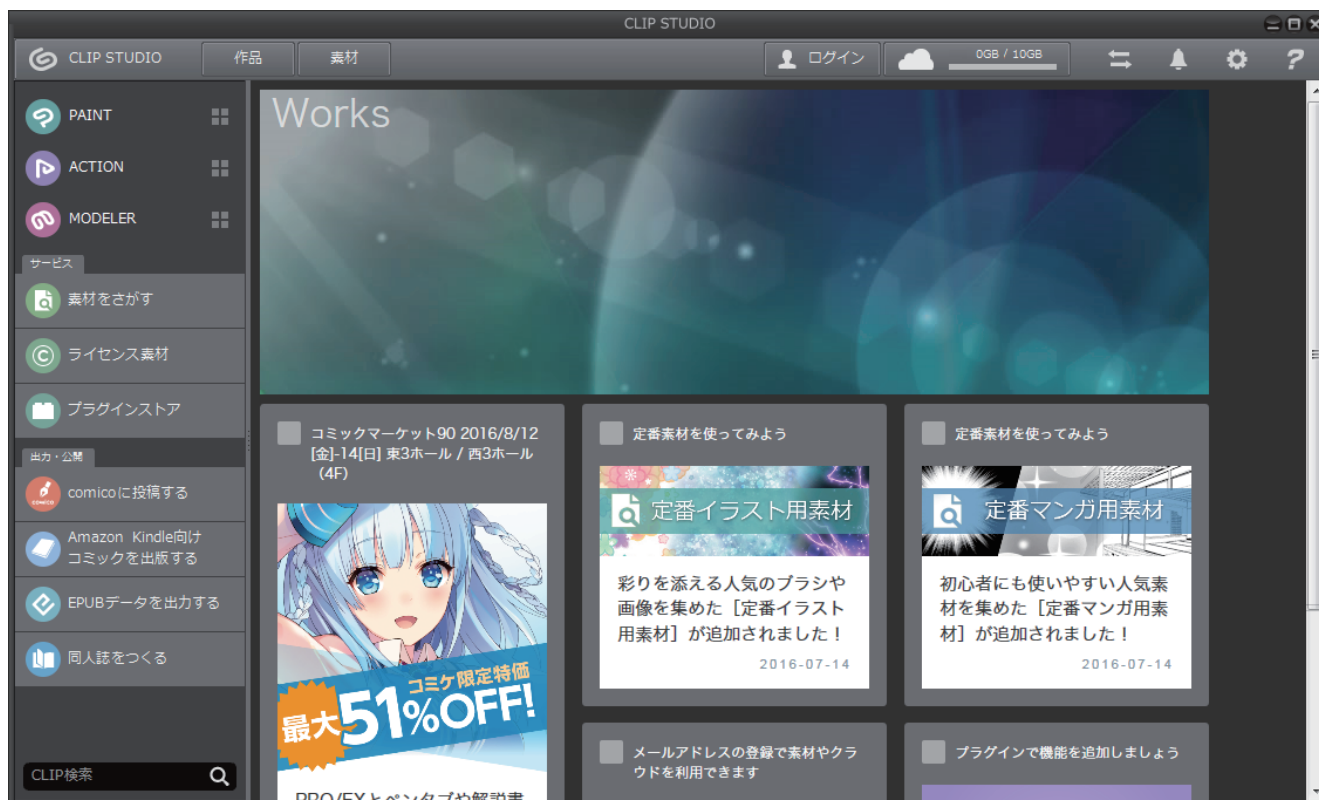 CLIP STUDIO
CLIP STUDIO
作品
素材
ログイン
0GB / 10GB
?
PAINT
ACTION
MODELER
サービス
素材をさがす
ライセンス素材
プラグインストア
出力・公開
comico
comicoに投稿する
Amazon Kindle向け
コミックを出版する
EPUBデータを出力する
同人誌をつくる
CLIP検索
Works
コミックマーケット90 2016/8/12
[金]-14[日] 東3ホール / 西3ホール
（4F）
コミケ限定特価
最大51%OFF!
PRO/EXとペンタブや解説書
定番素材を使ってみよう
定番イラスト用素材
彩りを添える人気のブラシや
画像を集めた［定番イラスト
用素材］が追加されました！
2016-07-14
定番素材を使ってみよう
定番マンガ用素材
初心者にも使いやすい人気素
材を集めた［定番マンガ用素
材］が追加されました！
2016-07-14
メールアドレスの登録で素材やクラ
ウドを利用できます
プラグインで機能を追加しましょう